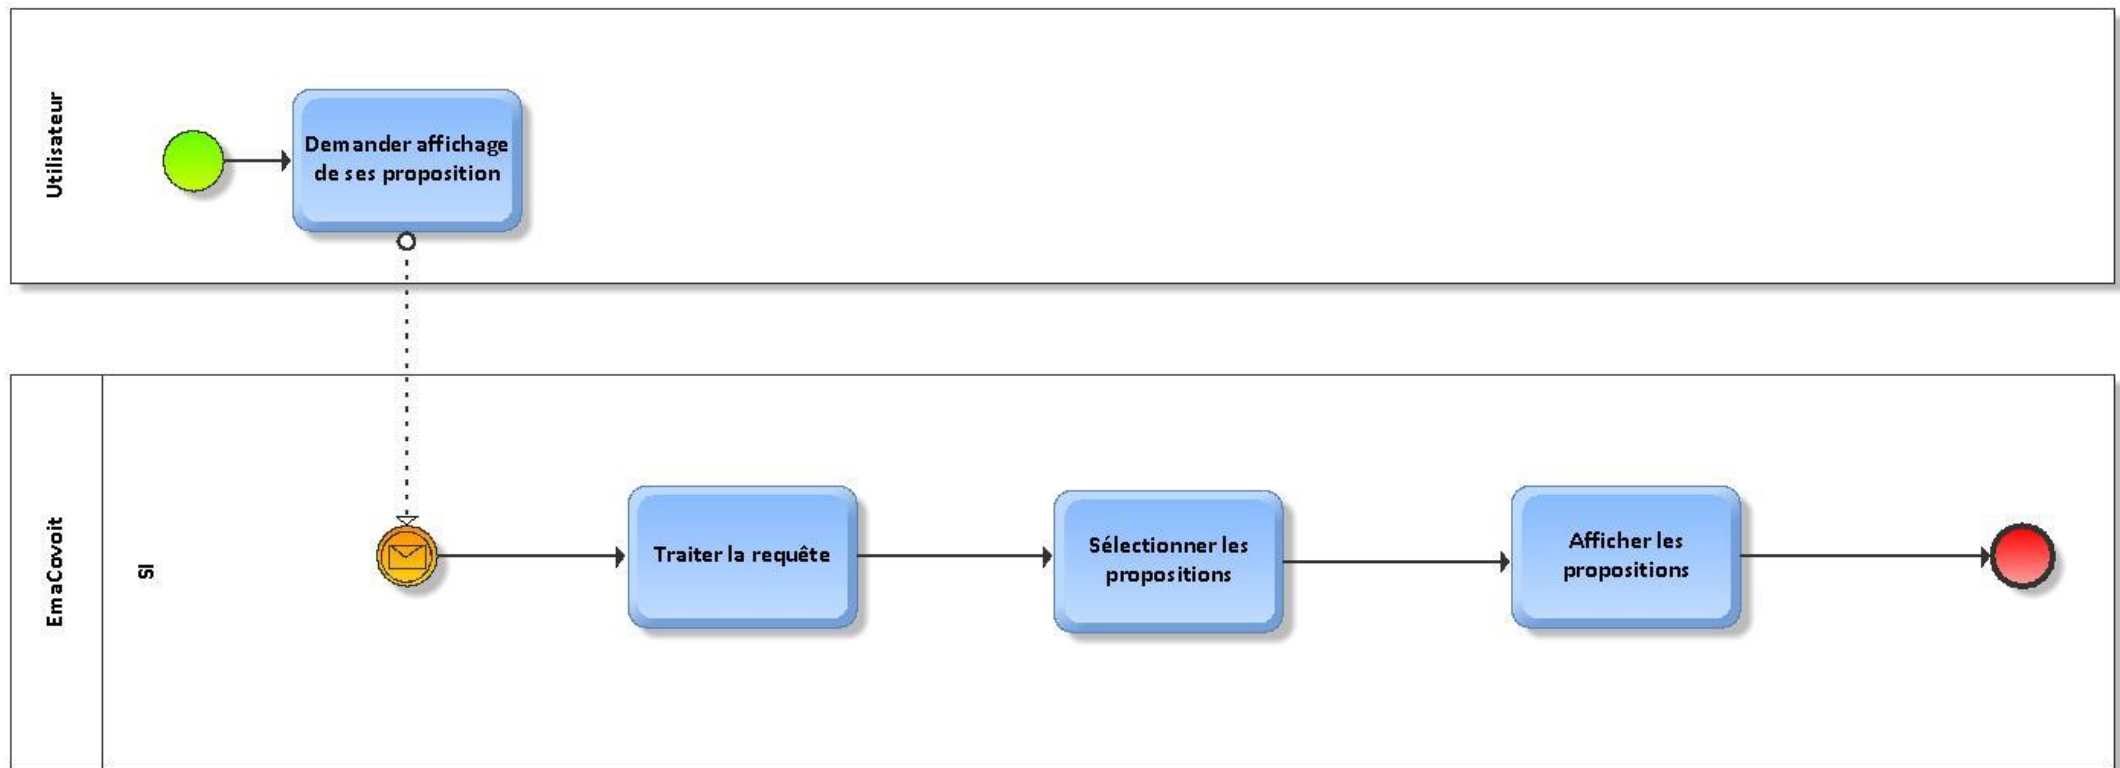 Utilisateur
Demander affichage
de ses proposition
EmaCovoit
SI
Traiter la requête
Sélectionner les
propositions
Afficher les
propositions